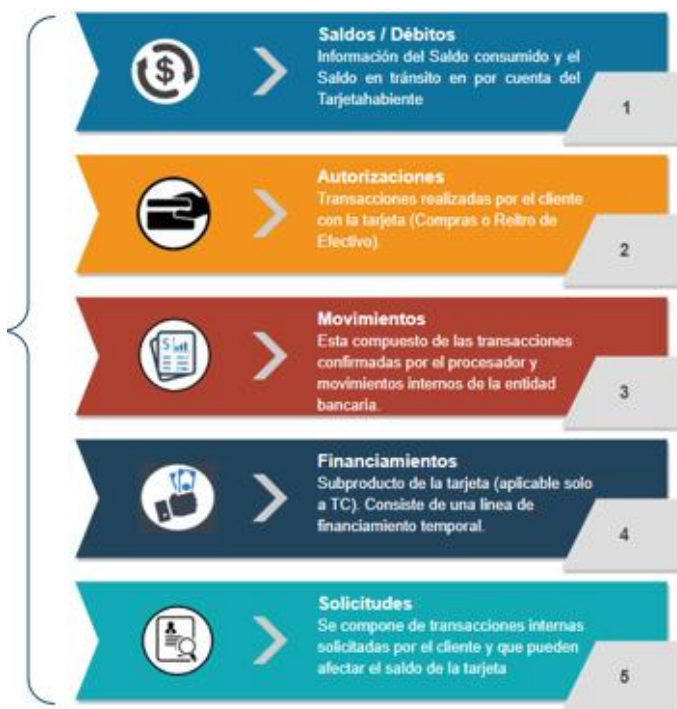 Saldos / Débitos
Información del Saldo consumido y el
Saldo en tránsito en por cuenta del
Tarjetahabiente
1
Autorizaciones
Transacciones realizadas por el cliente
con la tarjeta (Compras o Reitro de
Efectivo)
2
Movimientos
Esta compuesto de las transacciones
confirmadas por el procesador y
movimientos internos de la entidad
bancaria.
3
Financiamientos
Subproducto de la tarjeta (aplicable solo
a TC). Consiste de una linea de
financiamiento temporal.
4
Solicitudes
Se compone de transacciones internas
solicitadas por el cliente y que pueden
afectar el saldo de la tarjeta
5